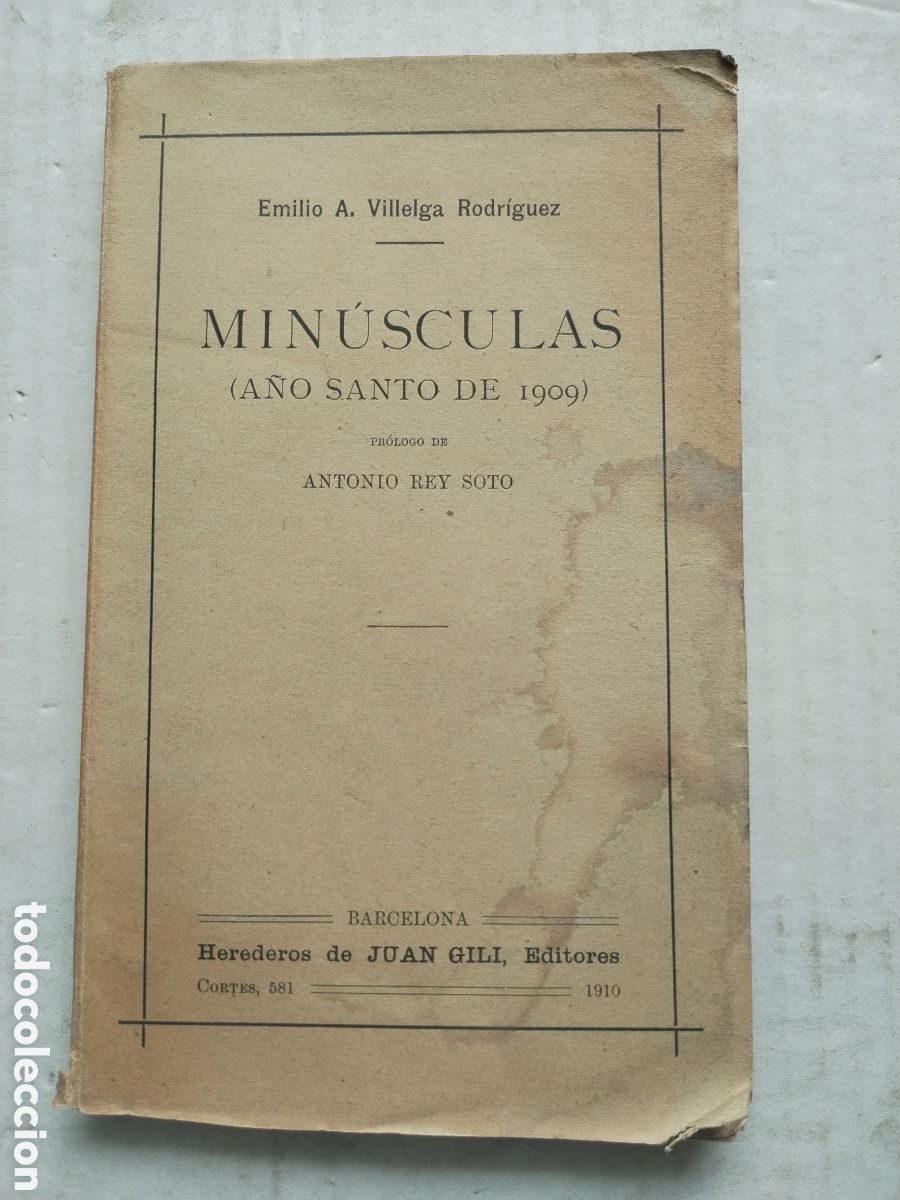 Emilio A. Villelga Rodríguez
MINÚSCULAS
(AÑO SANTO DE 1909)
PRÓLOGO DE
ANTONIO REY SOTO
BARCELONA
Herederos de JUAN GILI, Editores
CORTES, 581 1910
todocoleccion